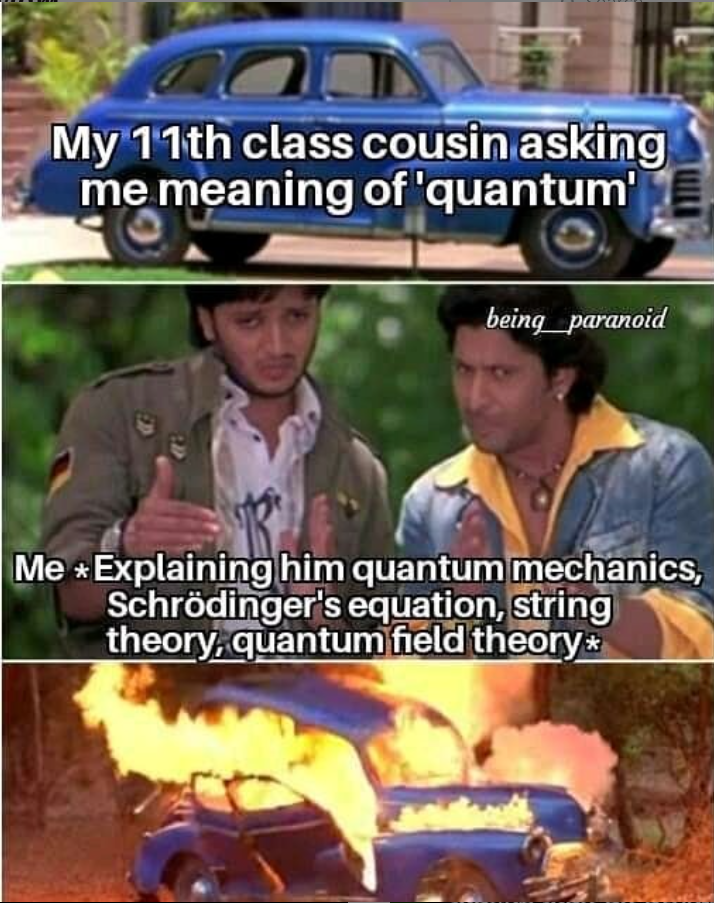 My 11th class cousin asking
me meaning of 'quantum'
being__paranoid
Me *Explaining him quantum mechanics,
Schrödinger's equation, string
theory, quantum field theory*